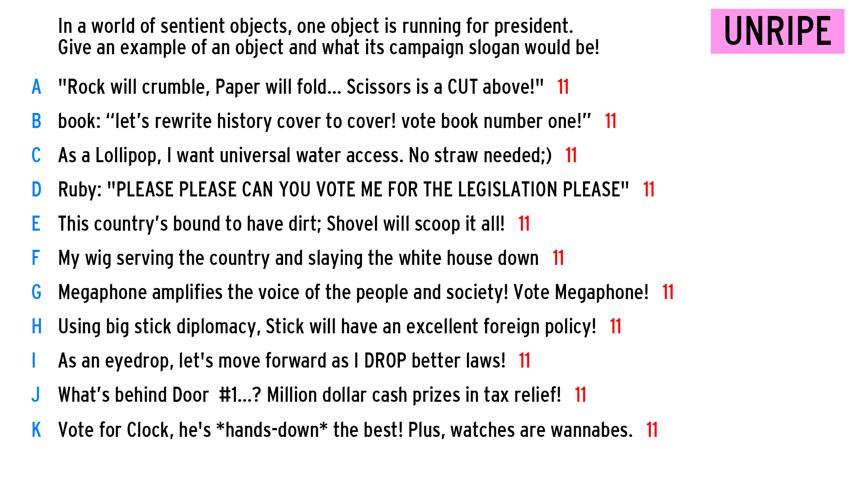 In a world of sentient objects, one object is running for president.
Give an example of an object and what its campaign slogan would be!
UNRIPE
A "Rock will crumble, Paper will fold... Scissors is a CUT above!" 11
B book: “let’s rewrite history cover to cover! vote book number one!” 11
C As a Lollipop, I want universal water access. No straw needed;) 11
D Ruby: "PLEASE PLEASE CAN YOU VOTE ME FOR THE LEGISLATION PLEASE" 11
E This country’s bound to have dirt; Shovel will scoop it all! 11
F My wig serving the country and slaying the white house down 11
G Megaphone amplifies the voice of the people and society! Vote Megaphone! 11
H Using big stick diplomacy, Stick will have an excellent foreign policy! 11
I As an eyedrop, let's move forward as I DROP better laws! 11
J What’s behind Door #1...? Million dollar cash prizes in tax relief! 11
K Vote for Clock, he's *hands-down* the best! Plus, watches are wannabes. 11